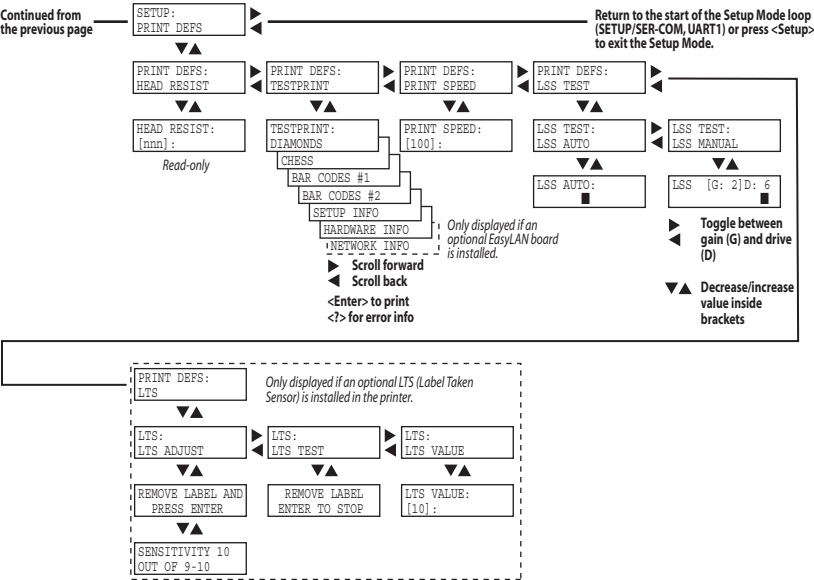 Continued from
the previous page
SETUP:
PRINT DEFS
Return to the start of the Setup Mode loop
(SETUP/SER-COM, UART1) or press <Setup>
to exit the Setup Mode.
PRINT DEFS:
HEAD RESIST
PRINT DEFS:
TESTPRINT
PRINT DEFS:
PRINT SPEED
PRINT DEFS:
LSS TEST
HEAD RESIST:
[nnn]:
Read-only
TESTPRINT:
DIAMONDS
CHESS
BAR CODES #1
BAR CODES #2
SETUP INFO
HARDWARE INFO
NETWORK INFO
Only displayed if an
optional EasyLAN board
is installed.
Scroll forward
Scroll back
<Enter> to print
<?> for error info
PRINT SPEED:
[100]:
LSS TEST:
LSS AUTO
LSS TEST:
LSS MANUAL
LSS AUTO:
LSS [G: 2]D: 6
Toggle between
gain (G) and drive
(D)
Decrease/increase
value inside
brackets
PRINT DEFS:
LTS
Only displayed if an optional LTS (Label Taken
Sensor) is installed in the printer.
LTS:
LTS ADJUST
LTS:
LTS TEST
LTS:
LTS VALUE
REMOVE LABEL AND
PRESS ENTER
REMOVE LABEL
ENTER TO STOP
LTS VALUE:
[10]:
SENSITIVITY 10
OUT OF 9-10